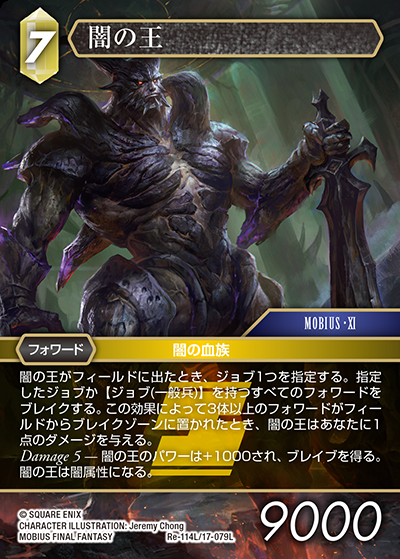 7
闇の王
MOBIUS・XI
フォワード
闇の血族
闇の王がフィールドに出たとき、ジョブ1つを指定する。指定
したジョブか【ジョブ(一般兵)】を持つすべてのフォワードを
ブレイクする。この効果によって3体以上のフォワードがフィー
ルドからブレイクゾーンに置かれたとき、闇の王はあなたに1
点のダメージを与える。
Damage 5 — 闇の王のパワーは+1000され、ブレイブを得る。
闇の王は闇属性になる。
© SQUARE ENIX
CHARACTER ILLUSTRATION: Jeremy Chong
MOBIUS FINAL FANTASY
Re-114L/17-079L
9000